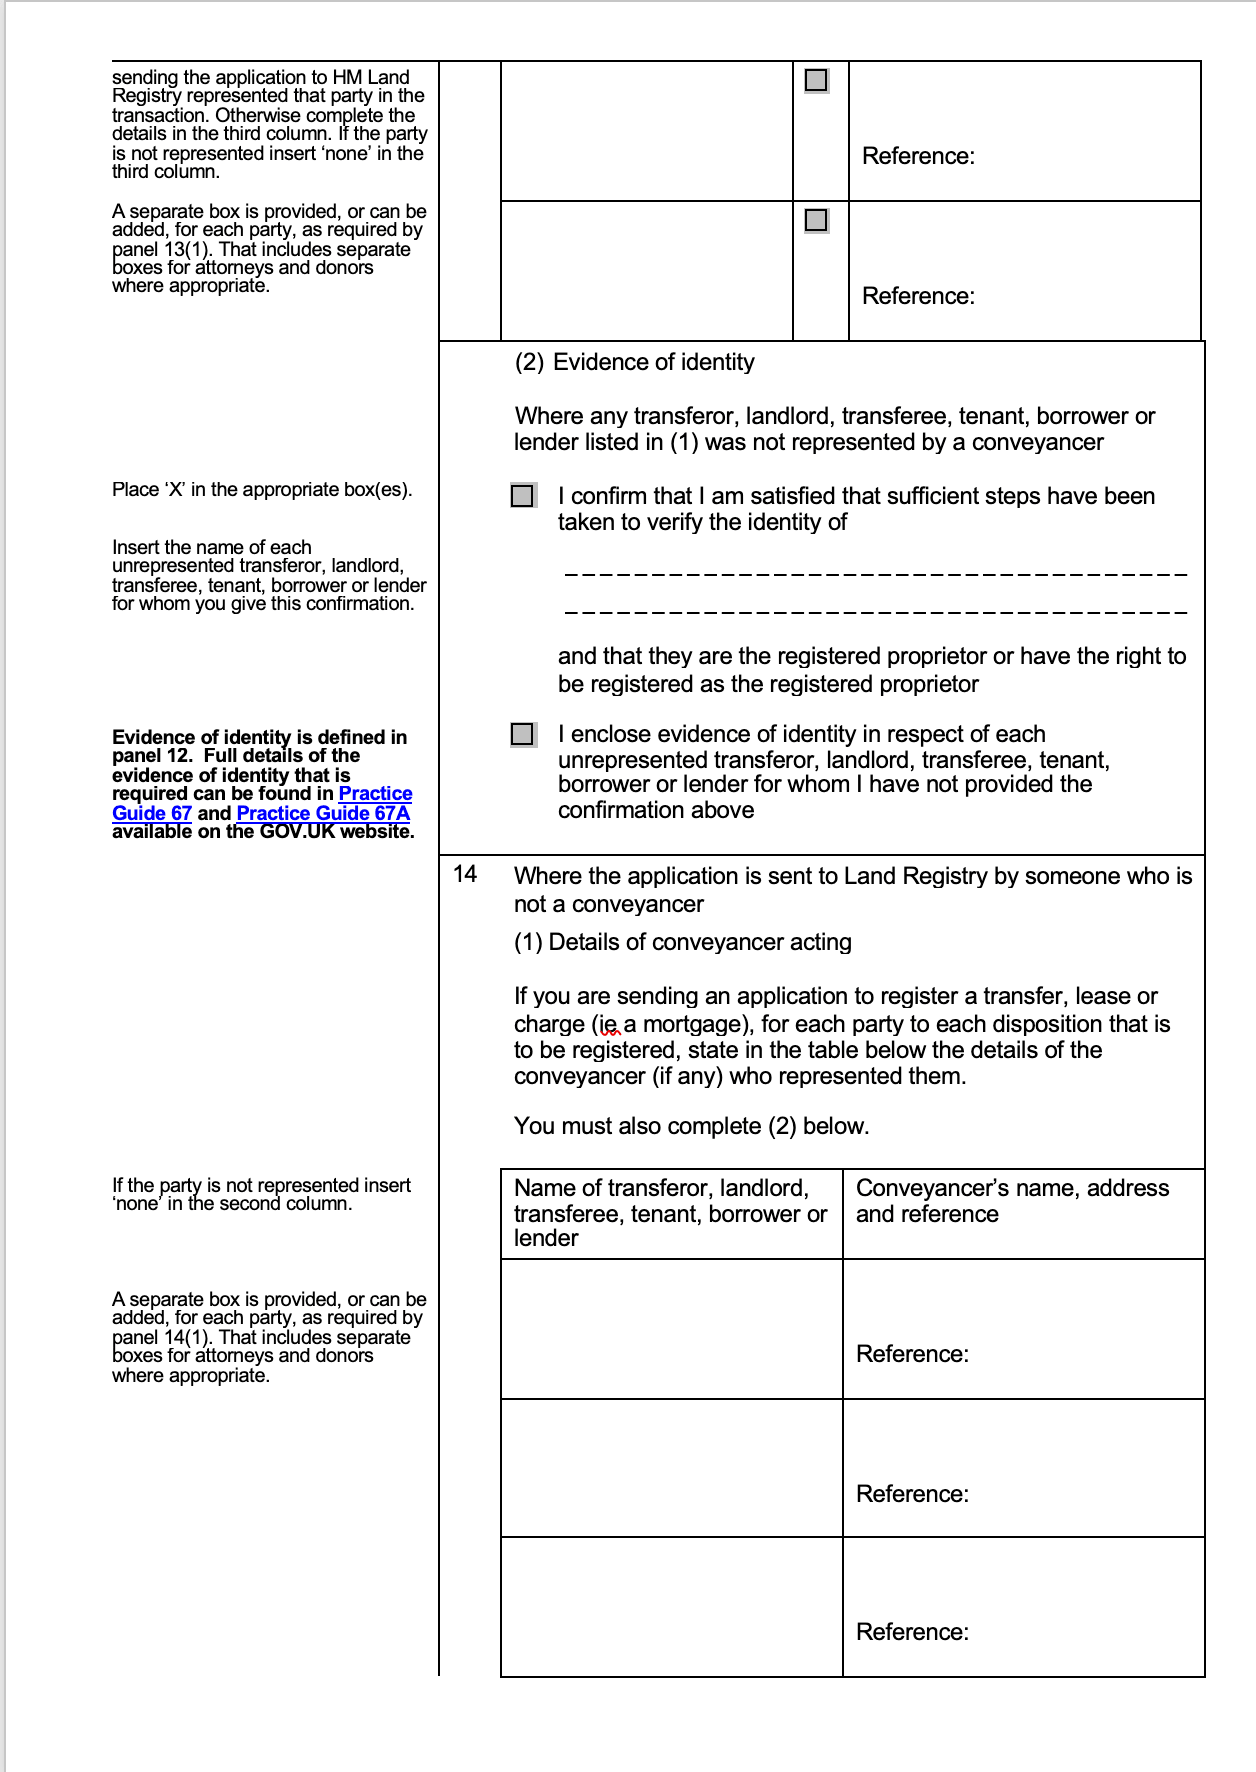 sending the application to HM Land
Registry represented that party in the
transaction. Otherwise complete the
details in the third column. If the party
is not represented insert ‘none’ in the
third column.
A separate box is provided, or can be
added, for each party, as required by
panel 13(1). That includes separate
boxes for attorneys and donors
where appropriate.
Reference:
Reference:
(2) Evidence of identity
Where any transferor, landlord, transferee, tenant, borrower or
lender listed in (1) was not represented by a conveyancer
Place ‘X’ in the appropriate box(es).
I confirm that I am satisfied that sufficient steps have been
taken to verify the identity of
Insert the name of each
unrepresented transferor, landlord,
transferee, tenant, borrower or lender
for whom you give this confirmation.
and that they are the registered proprietor or have the right to
be registered as the registered proprietor
Evidence of identity is defined in
panel 12.  Full details of the
evidence of identity that is
required can be found in Practice
Guide 67 and Practice Guide 67A
available on the GOV.UK website.
I enclose evidence of identity in respect of each
unrepresented transferor, landlord, transferee, tenant,
borrower or lender for whom I have not provided the
confirmation above
14 Where the application is sent to Land Registry by someone who is
not a conveyancer
(1) Details of conveyancer acting
If you are sending an application to register a transfer, lease or
charge (ie a mortgage), for each party to each disposition that is
to be registered, state in the table below the details of the
conveyancer (if any) who represented them.
You must also complete (2) below.
If the party is not represented insert
‘none’ in the second column.
Name of transferor, landlord,
transferee, tenant, borrower or
lender
Conveyancer’s name, address
and reference
A separate box is provided, or can be
added, for each party, as required by
panel 14(1). That includes separate
boxes for attorneys and donors
where appropriate.
Reference:
Reference:
Reference: